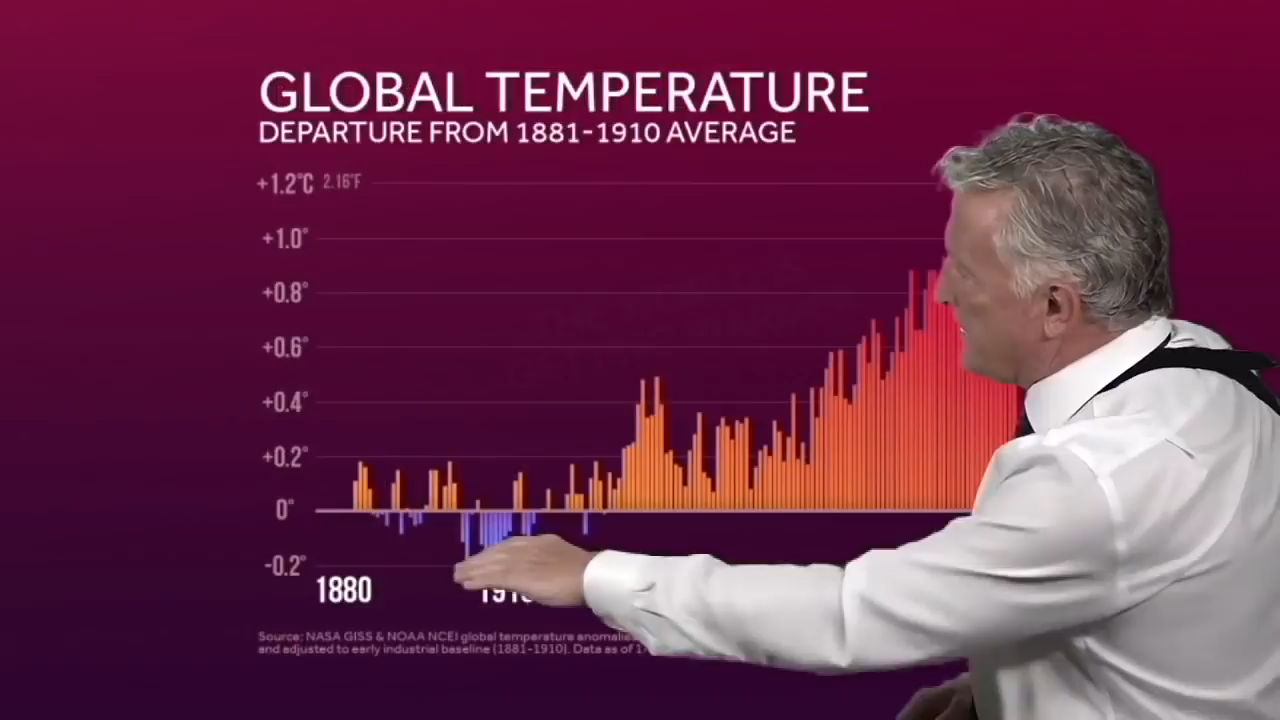 GLOBAL TEMPERATURE
DEPARTURE FROM 1881-1910 AVERAGE
+1.2°C 2.16°F
+1.0°
+0.8°
+0.6°
+0.4°
+0.2°
0°
-0.2°
1880
Source: NASA GISS & NOAA NCEI global temperature
and adjusted to early industrial baseline (1881-1910). Data as of